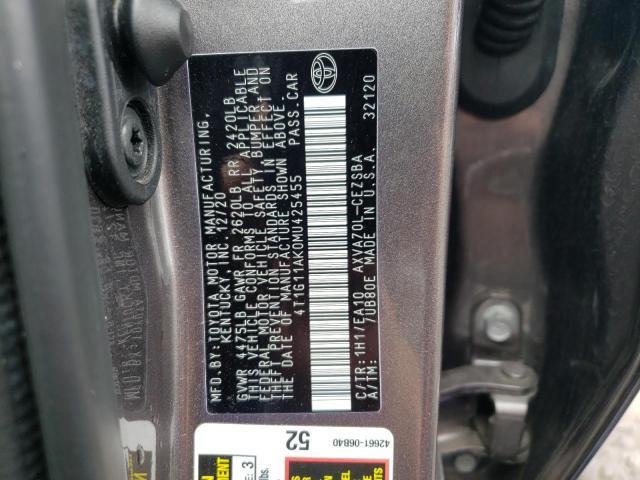 MFD. BY: TOYOTA MOTOR MANUFACTURING,
KENTUCKY, INC. 12/20
GVWR V4757LB GAWR FR 2620LB RR 2420LB
THIS VEHICLE CONFORMS TO ALL APPLICABLE
FEDERAL MOTOR VEHICLE SAFETY, BUMPER, AND
THEFT PREVENTION STANDARDS IN EFFECT ON
THE DATE OF MANUFACTURE SHOWN ABOVE.
4T1G11AK0MU425455 PASS.CAR
C/TR:1H1/EA10 AXVA70L-CEZSBA
A/TM: 7UB80E MADE IN U.S.A. 32120
52
42661-06840